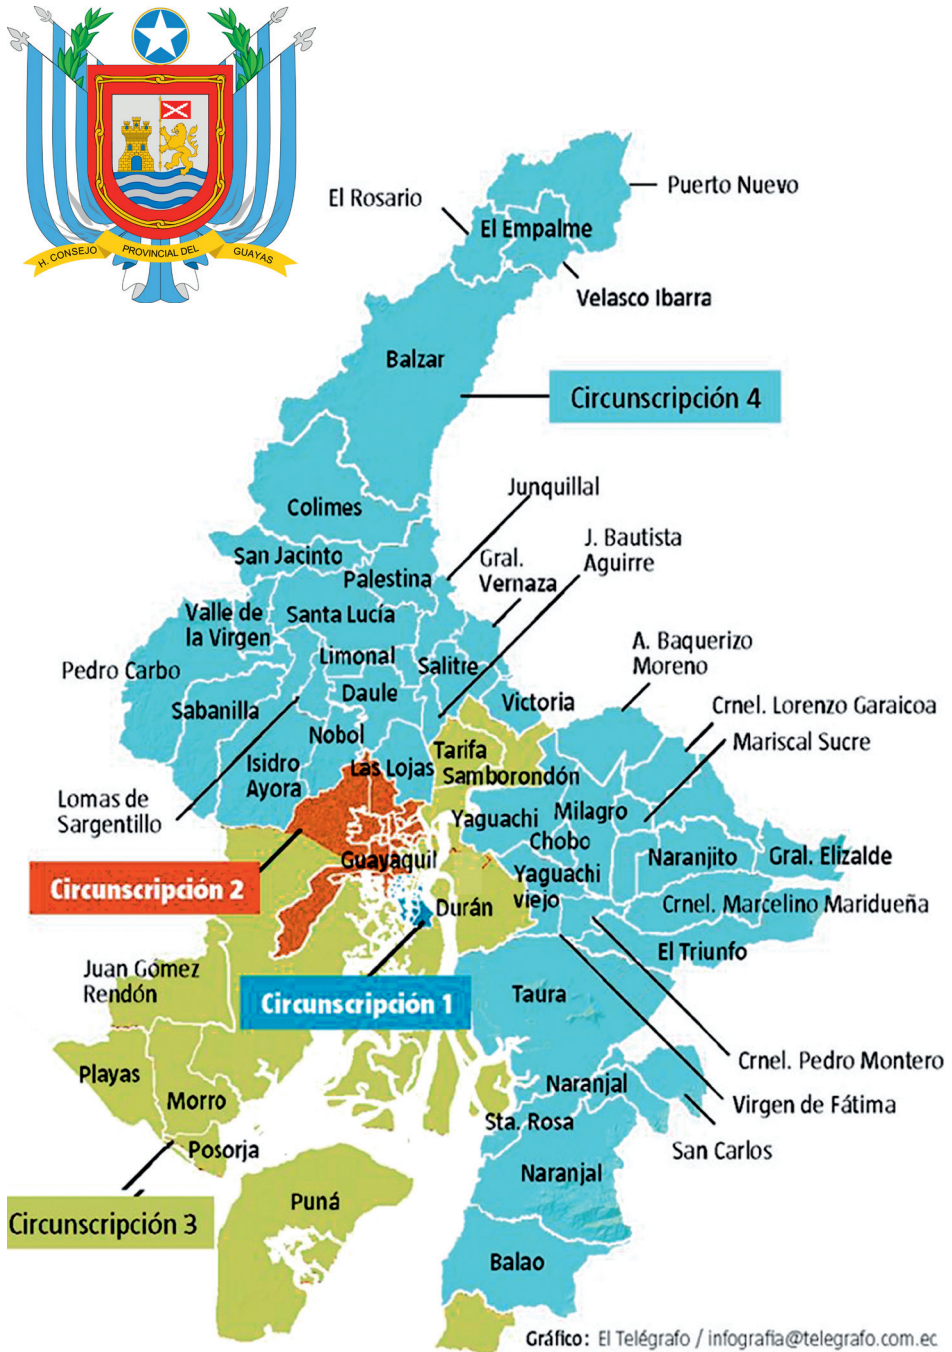 H. CONSEJO
PROVINCIAL DEL
GUAYAS
Puerto Nuevo
El Rosario
El Empalme
Velasco Ibarra
Balzar
Circunscripción 4
Junquillal
Colimes
J. Bautista
Aguirre
San Jacinto
Gral.
Vernaza
Palestina
Valle de
la Virgen
Santa Lucía
A. Baquerizo
Moreno
Pedro Carbo
Limonal
Salitre
Daule
Victoria
Crnel. Lorenzo Garaicoa
Sabanilla
Nobol
Mariscal Sucre
Tarifa
Isidro
Ayora
Las Lojas
Samborondón
Lomas de
Sargentillo
Yaguachi
Milagro
Chobo
Naranjito
Gral. Elizalde
Guayaquil
Yaguachi
viejo
Circunscripción 2
Durán
Crnel. Marcelino Maridueña
El Triunfo
Juan Gómez
Rendón
Taura
Circunscripción 1
Crnel. Pedro Montero
Playas
Naranjal
Morro
Virgen de Fátima
Sta. Rosa
Posorja
San Carlos
Naranjal
Puná
Circunscripción 3
Balao
Gráfico: El Telégrafo / infografia@telegrafo.com.ec